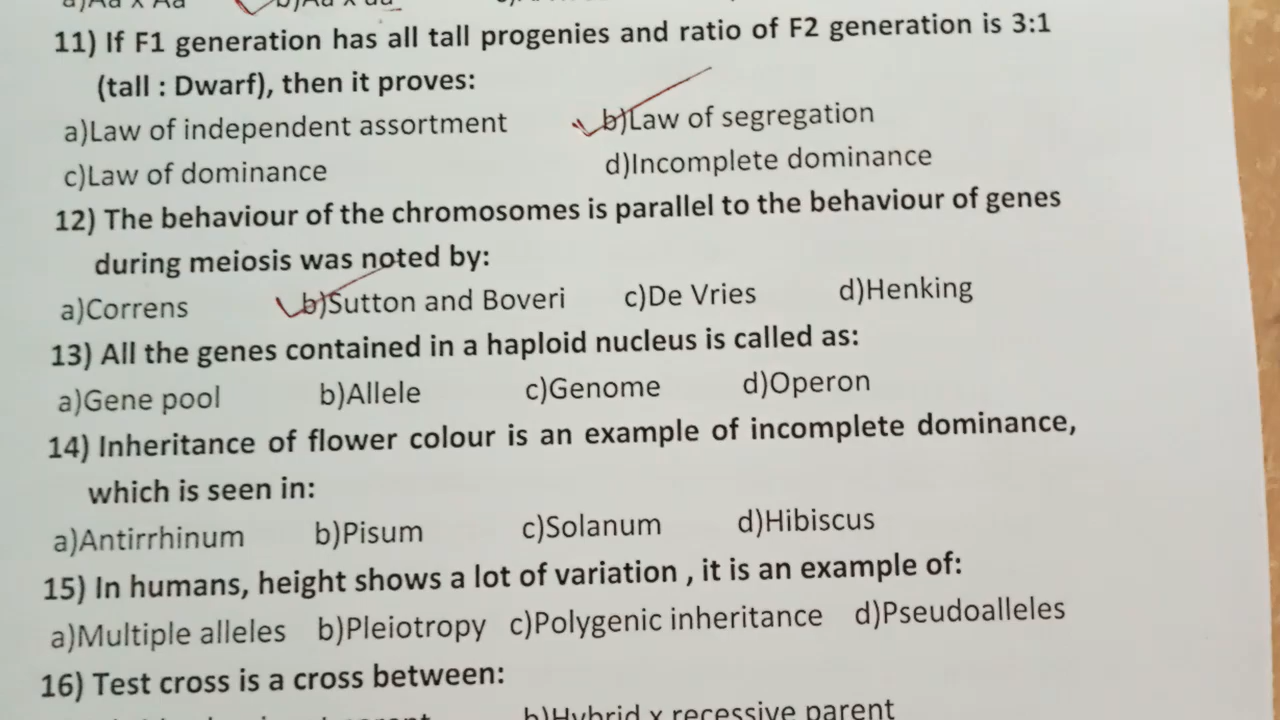 a)Aa x Aa b)Aa x aa
11) If F1 generation has all tall progenies and ratio of F2 generation is 3:1
(tall : Dwarf), then it proves:
a)Law of independent assortment b)Law of segregation
c)Law of dominance d)Incomplete dominance
12) The behaviour of the chromosomes is parallel to the behaviour of genes
during meiosis was noted by:
a)Correns b)Sutton and Boveri c)De Vries d)Henking
13) All the genes contained in a haploid nucleus is called as:
a)Gene pool b)Allele c)Genome d)Operon
14) Inheritance of flower colour is an example of incomplete dominance,
which is seen in:
a)Antirrhinum b)Pisum c)Solanum d)Hibiscus
15) In humans, height shows a lot of variation , it is an example of:
a)Multiple alleles b)Pleiotropy c)Polygenic inheritance d)Pseudoalleles
16) Test cross is a cross between:
b)Hybrid x recessive parent